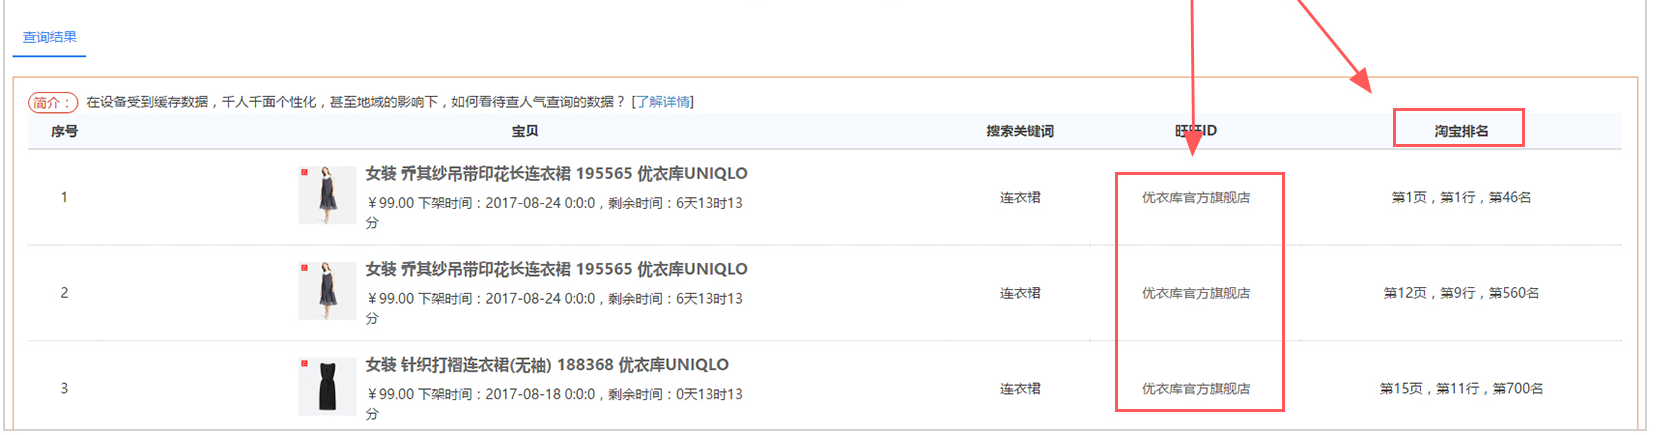 查询结果
简介： 在设备受到缓存数据，千人千面个性化，甚至地域的影响下，如何看待查人气查询的数据？ [了解详情]
序号 宝贝 搜索关键词 旺旺ID 淘宝排名
女装 乔其纱吊带印花长连衣裙 195565 优衣库UNIQLO
1 ￥99.00 下架时间：2017-08-24 0:0:0，剩余时间：6天13时13 连衣裙 优衣库官方旗舰店 第1页，第1行，第46名
分
女装 乔其纱吊带印花长连衣裙 195565 优衣库UNIQLO
2 ￥99.00 下架时间：2017-08-24 0:0:0，剩余时间：6天13时13 连衣裙 优衣库官方旗舰店 第12页，第9行，第560名
分
女装 针织打褶连衣裙(无袖) 188368 优衣库UNIQLO
3 ￥99.00 下架时间：2017-08-18 0:0:0，剩余时间：0天13时13 连衣裙 优衣库官方旗舰店 第15页，第11行，第700名
分